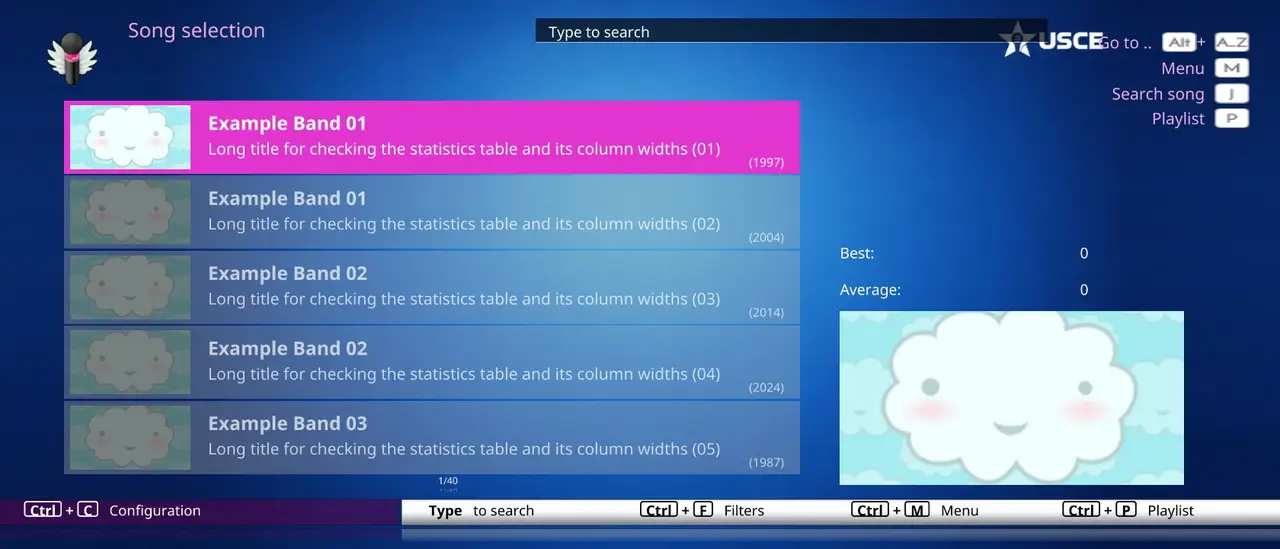 Song selection
Type to search
USCE
Go to .. Alt + A_Z
Menu M
Search song J
Playlist P
Example Band 01
Long title for checking the statistics table and its column widths (01)
(1997)
Example Band 01
Long title for checking the statistics table and its column widths (02)
(2004)
Example Band 02
Long title for checking the statistics table and its column widths (03)
(2014)
Example Band 02
Long title for checking the statistics table and its column widths (04)
(2024)
Example Band 03
Long title for checking the statistics table and its column widths (05)
(1987)
Best: 0
Average: 0
1/40
Ctrl + C Configuration
Type to search
Ctrl + F Filters
Ctrl + M Menu
Ctrl + P Playlist